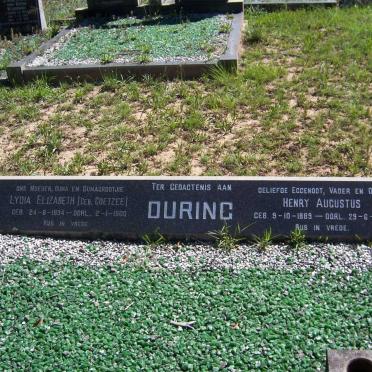 TER GEDAGTENIS AAN
DURING
ONS MOEDER, OUMA EN OUMAGROOTJIE
LYDIA ELIZABETH (GEB. COETZEE)
GEB. 24-6-1894 — OORL. 2-1-1980
RUS IN VREDE.
GELIEFDE EGGENOOT, VADER EN
HENRY AUGUSTUS
GEB. 9-10-1889 — OORL. 29-6-
RUS IN VREDE.